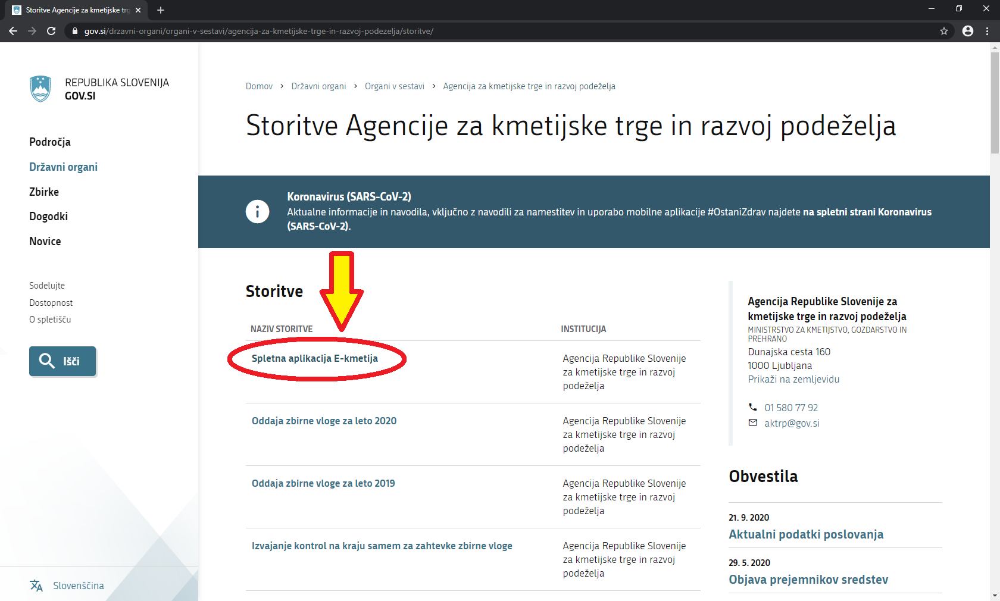 Storitve Agencije za kmetijske trg
gov.si/drzavni-organi/organi-v-sestavi/agencija-za-kmetijske-trge-in-razvoj-podezelja/storitve/
REPUBLIKA SLOVENIJA
GOV.SI
Področja
Državni organi
Zbirke
Dogodki
Novice
Sodelujte
Dostopnost
O spletišču
Išči
Slovenščina
Domov > Državni organi > Organi v sestavi > Agencija za kmetijske trge in razvoj podeželja
Storitve Agencije za kmetijske trge in razvoj podeželja
Koronavirus (SARS-CoV-2)
Aktualne informacije in navodila, vključno z navodili za namestitev in uporabo mobilne aplikacije #OstaniZdrav najdete na spletni strani Koronavirus
(SARS-CoV-2).
Storitve
NAZIV STORITVE INSTITUCIJA
Spletna aplikacija E-kmetija
Agencija Republike Slovenije
za kmetijske trge in razvoj
podeželja
Oddaja zbirne vloge za leto 2020
Agencija Republike Slovenije
za kmetijske trge in razvoj
podeželja
Oddaja zbirne vloge za leto 2019
Agencija Republike Slovenije
za kmetijske trge in razvoj
podeželja
Izvajanje kontrol na kraju samem za zahtevke zbirne vloge
Agencija Republike Slovenije
za kmetijske trge in razvoj
podeželja
Agencija Republike Slovenije za
kmetijske trge in razvoj podeželja
MINISTRSTVO ZA KMETIJSTVO, GOZDARSTVO IN
PREHRANO
Dunajska cesta 160
1000 Ljubljana
Prikaži na zemljevidu
01 580 77 92
aktrp@gov.si
Obvestila
21. 9. 2020
Aktualni podatki poslovanja
29. 5. 2020
Objava prejemnikov sredstev